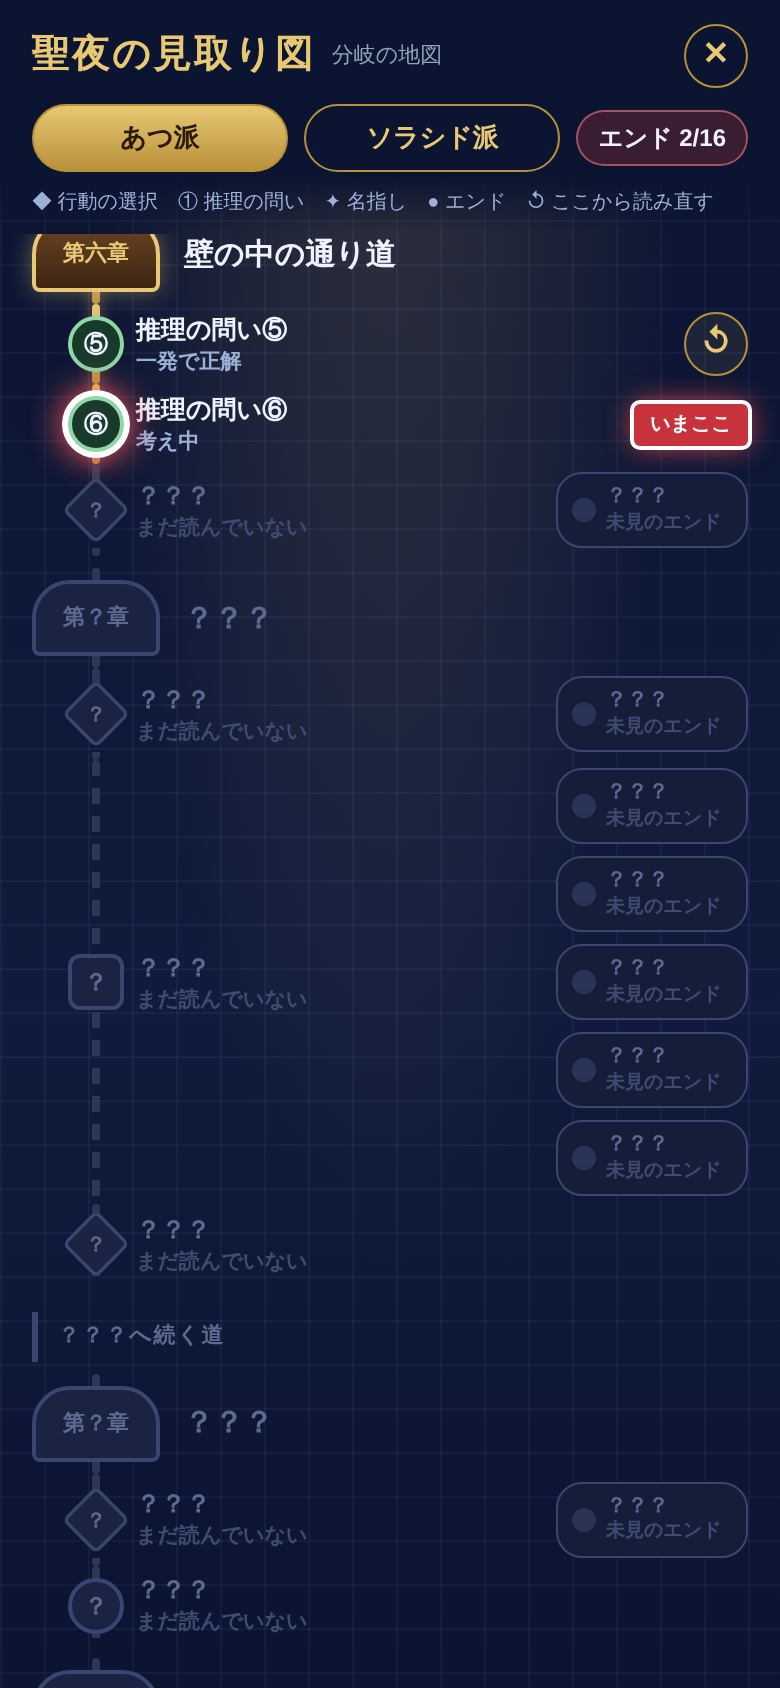 聖夜の見取り図 分岐の地図 ✕
あつ派 ソラシド派 エンド 2/16
◆ 行動の選択 ① 推理の問い ✦ 名指し ● エンド ↺ ここから読み直す
第六章 壁の中の通り道
⑤ 推理の問い⑤
一発で正解
⑥ 推理の問い⑥
考え中
いまここ
? ？？？
まだ読んでいない
？？？
未見のエンド
第？章 ？？？
? ？？？
まだ読んでいない
？？？
未見のエンド
？？？
未見のエンド
？？？
未見のエンド
? ？？？
まだ読んでいない
？？？
未見のエンド
？？？
未見のエンド
？？？
未見のエンド
? ？？？
まだ読んでいない
？？？へ続く道
第？章 ？？？
? ？？？
まだ読んでいない
？？？
未見のエンド
? ？？？
まだ読んでいない